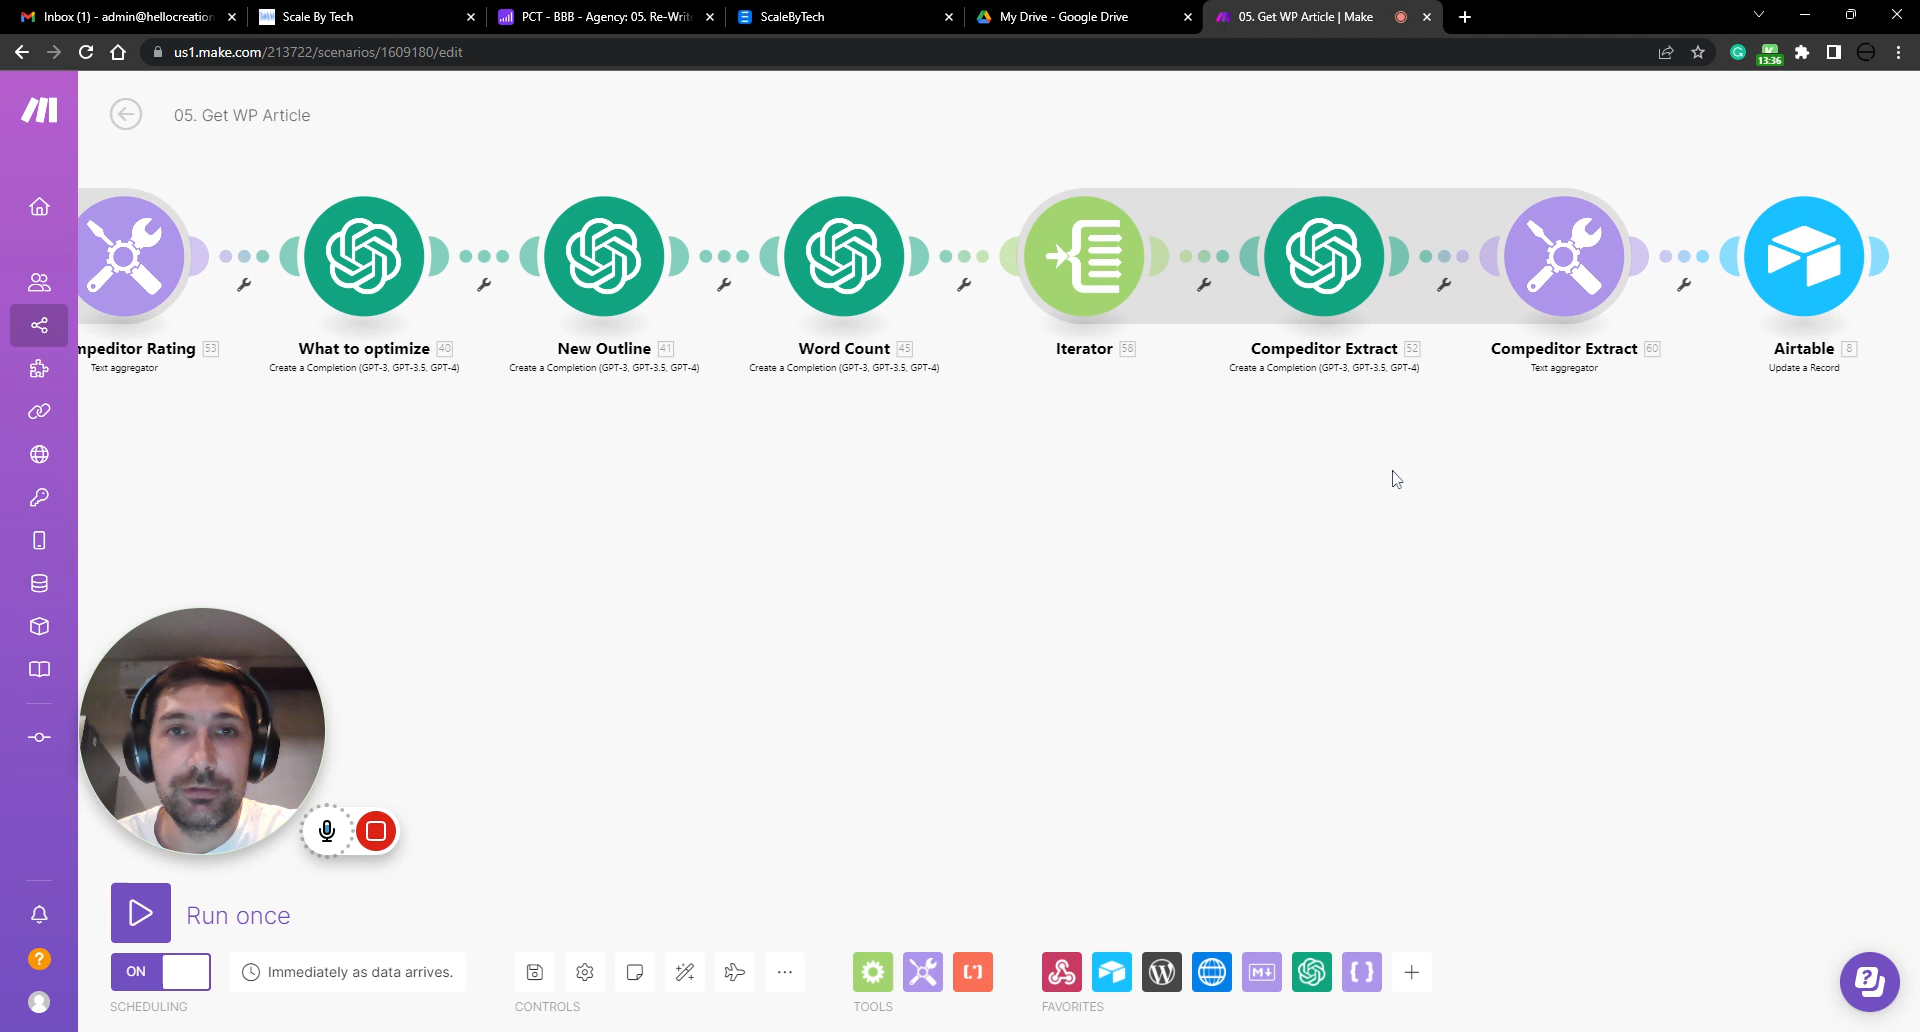 Inbox (1) - admin@hellocreation
Scale By Tech
PCT - BBB - Agency: 05. Re-Writ
ScaleByTech
My Drive - Google Drive
05. Get WP Article | Make
us1.make.com/213722/scenarios/1609180/edit
13:36
05. Get WP Article
mpeditor Rating 53
Text aggregator
What to optimize 40
Create a Completion (GPT-3, GPT-3.5, GPT-4)
New Outline 41
Create a Completion (GPT-3, GPT-3.5, GPT-4)
Word Count 45
Create a Completion (GPT-3, GPT-3.5, GPT-4)
Iterator 58
Compeditor Extract 52
Create a Completion (GPT-3, GPT-3.5, GPT-4)
Compeditor Extract 60
Text aggregator
Airtable 8
Update a Record
Run once
ON
Immediately as data arrives.
SCHEDULING
CONTROLS
TOOLS
FAVORITES